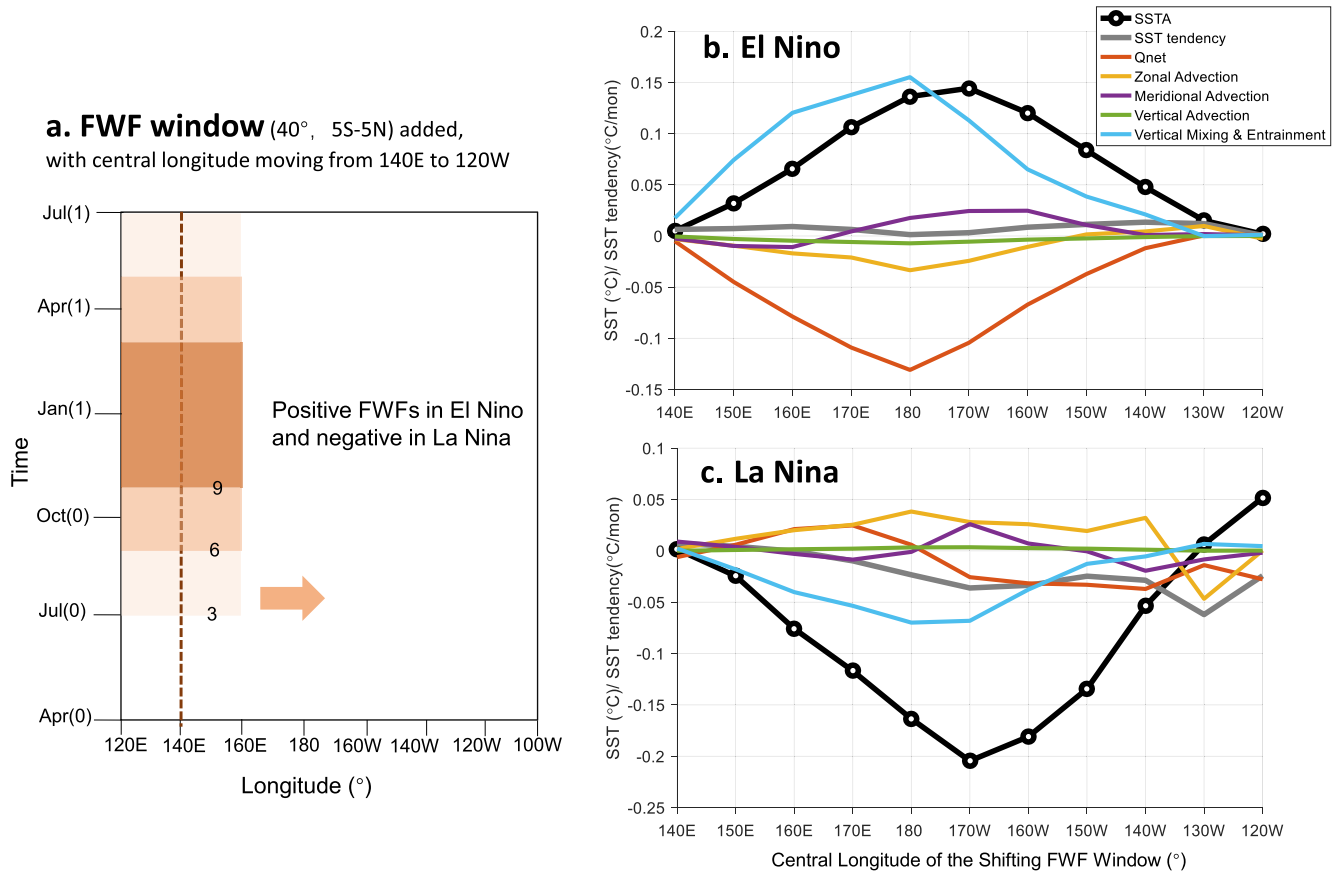 a. FWF window (40°, 5S-5N) added,
with central longitude moving from 140E to 120W
Jul(1)
Apr(1)
Jan(1)
Oct(0)
Jul(0)
Apr(0)
Time
9
6
3
Positive FWFs in El Nino
and negative in La Nina
120E 140E 160E 180 160W 140W 120W 100W
Longitude (°)
b. El Nino
SSTA
SST tendency
Qnet
Zonal Advection
Meridional Advection
Vertical Advection
Vertical Mixing & Entrainment
0.2
0.15
0.1
0.05
0
-0.05
-0.1
-0.15
SST (°C)/ SST tendency(°C/mon)
140E 150E 160E 170E 180 170W 160W 150W 140W 130W 120W
c. La Nina
0.1
0.05
0
-0.05
-0.1
-0.15
-0.2
-0.25
SST (°C)/ SST tendency(°C/mon)
140E 150E 160E 170E 180 170W 160W 150W 140W 130W 120W
Central Longitude of the Shifting FWF Window (°)